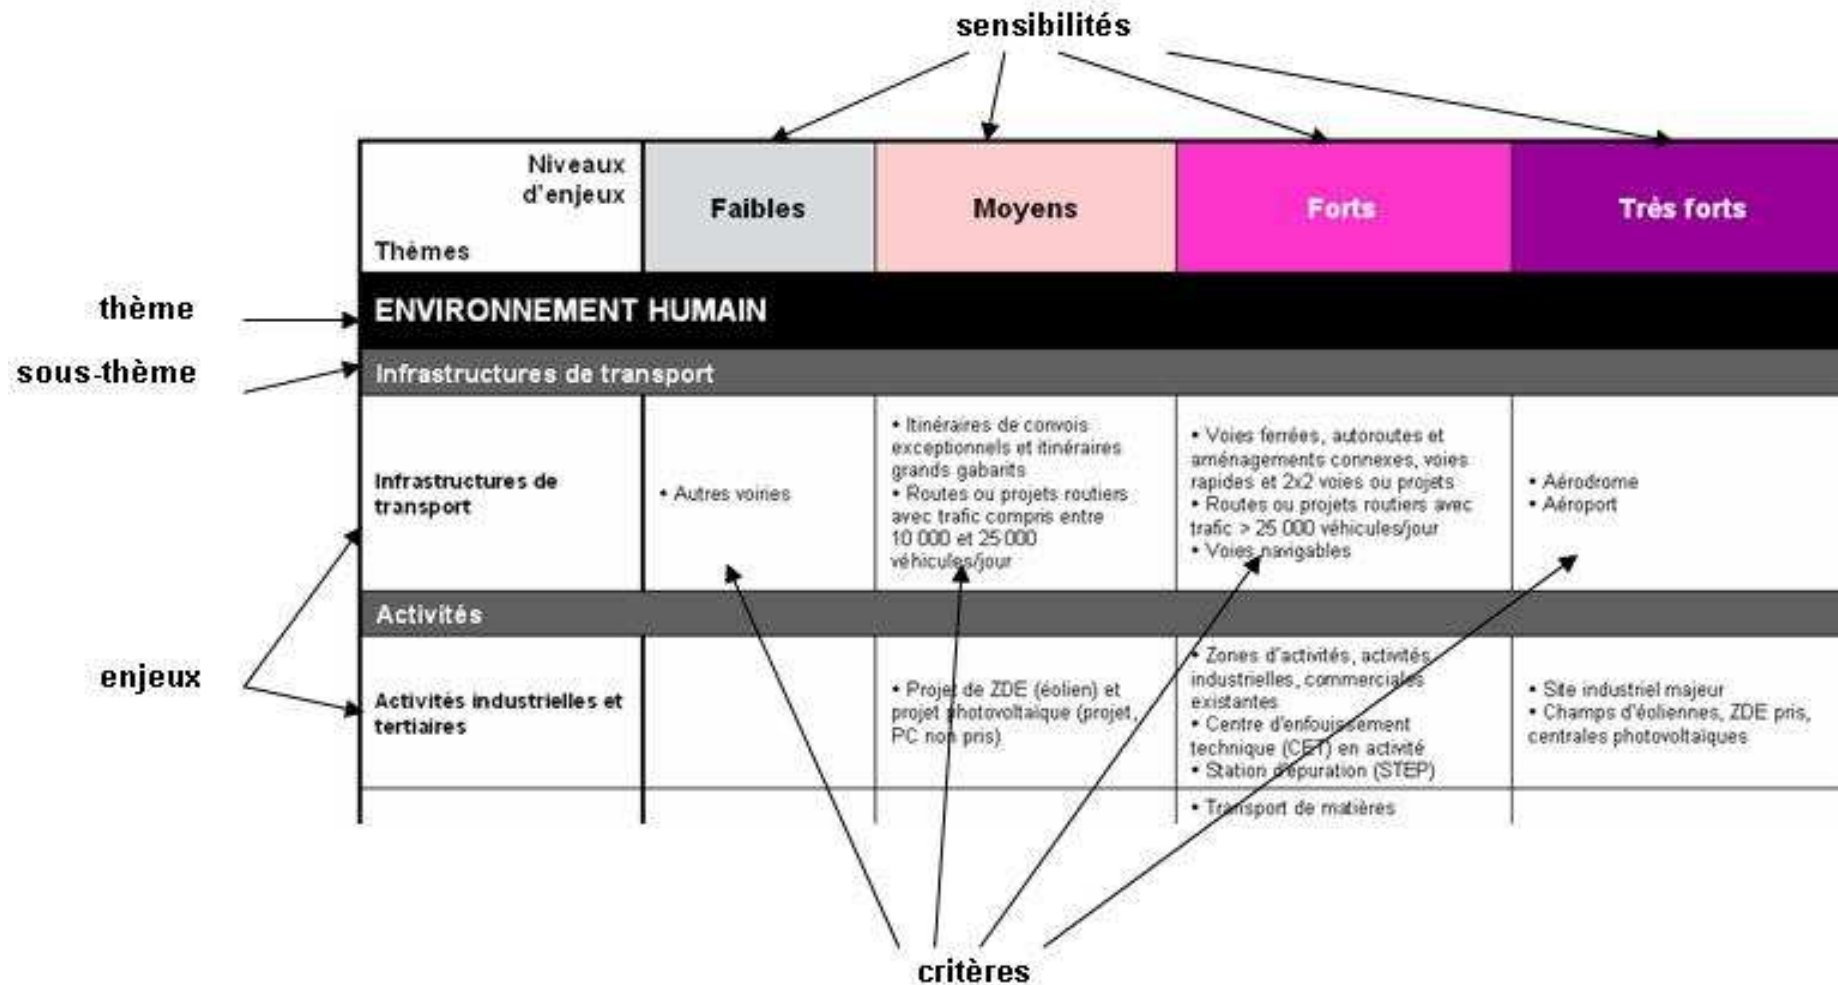 sensibilités
Niveaux
d'enjeux
Thèmes
Faibles
Moyens
Forts
Très forts
thème
ENVIRONNEMENT HUMAIN
sous-thème
Infrastructures de transport
Infrastructures de
transport
• Autres voiries
• Itinéraires de convois
exceptionnels et itinéraires
grands gabarits
• Routes ou projets routiers
avec trafic compris entre
10 000 et 25 000
véhicules/jour
• Voies ferrées, autoroutes et
aménagements connexes, voies
rapides et 2x2 voies ou projets
• Routes ou projets routiers avec
trafic > 25 000 véhicules/jour
• Voies navigables
• Aérodrome
• Aéroport
Activités
enjeux
Activités industrielles et
tertiaires
• Projet de ZDE (éolien) et
projet photovoltaïque (projet,
PC non pris)
• Zones d'activités, activités
industrielles, commerciales
existantes
• Centre d'enfouissement
technique (CET) en activité
• Station d'épuration (STEP)
• Site industriel majeur
• Champs d'éoliennes, ZDE pris,
centrales photovoltaïques
• Transport de matières
critères